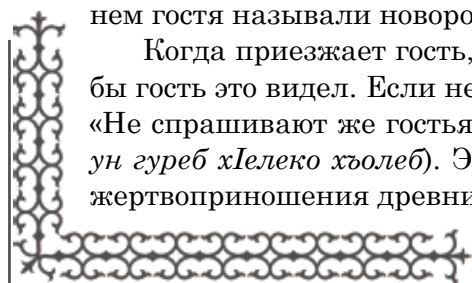 нем гостя называли новоро
Когда приезжает гость,
бы гость это видел. Если не
«Не спрашивают же гостья
ун гуреб хІелеко хъолеб). Э
жертвоприношения древни